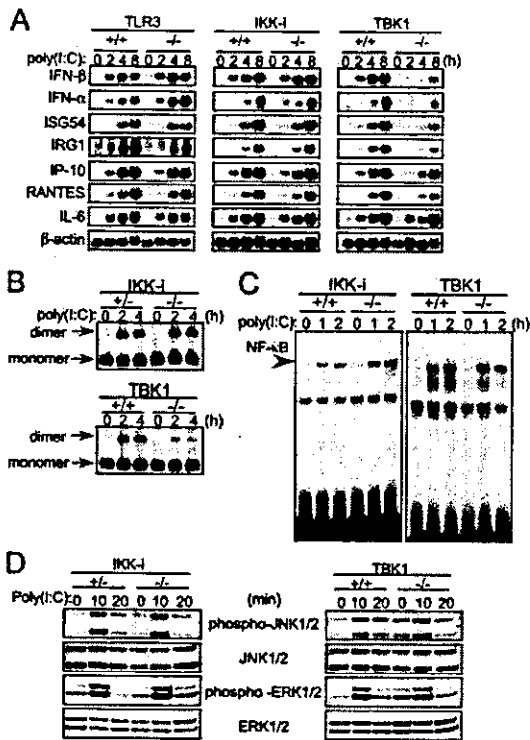 A
TLR3 IKK-i TBK1
+/+ -/- +/+ -/- +/+ -/-
poly(I:C): 0 2 4 8 0 2 4 8 0 2 4 8 0 2 4 8 0 2 4 8 0 2 4 8 (h)
IFN-β
IFN-α
ISG54
IRG1
IP-10
RANTES
IL-6
β-actin
B
IKK-i
+/- -/-
poly(I:C): 0 2 4 0 2 4 (h)
dimer
monomer
TBK1
+/+ -/-
0 2 4 0 2 4 (h)
dimer
monomer
C
IKK-i TBK1
+/+ -/- +/+ -/-
poly(I:C): 0 1 2 0 1 2 0 1 2 0 1 2 (h)
NF-κB
D
IKK-i TBK1
+/- -/- +/+ -/-
Poly(I:C): 0 10 20 0 10 20 (min) 0 10 20 0 10 20
phospho-JNK1/2
JNK1/2
phospho-ERK1/2
ERK1/2